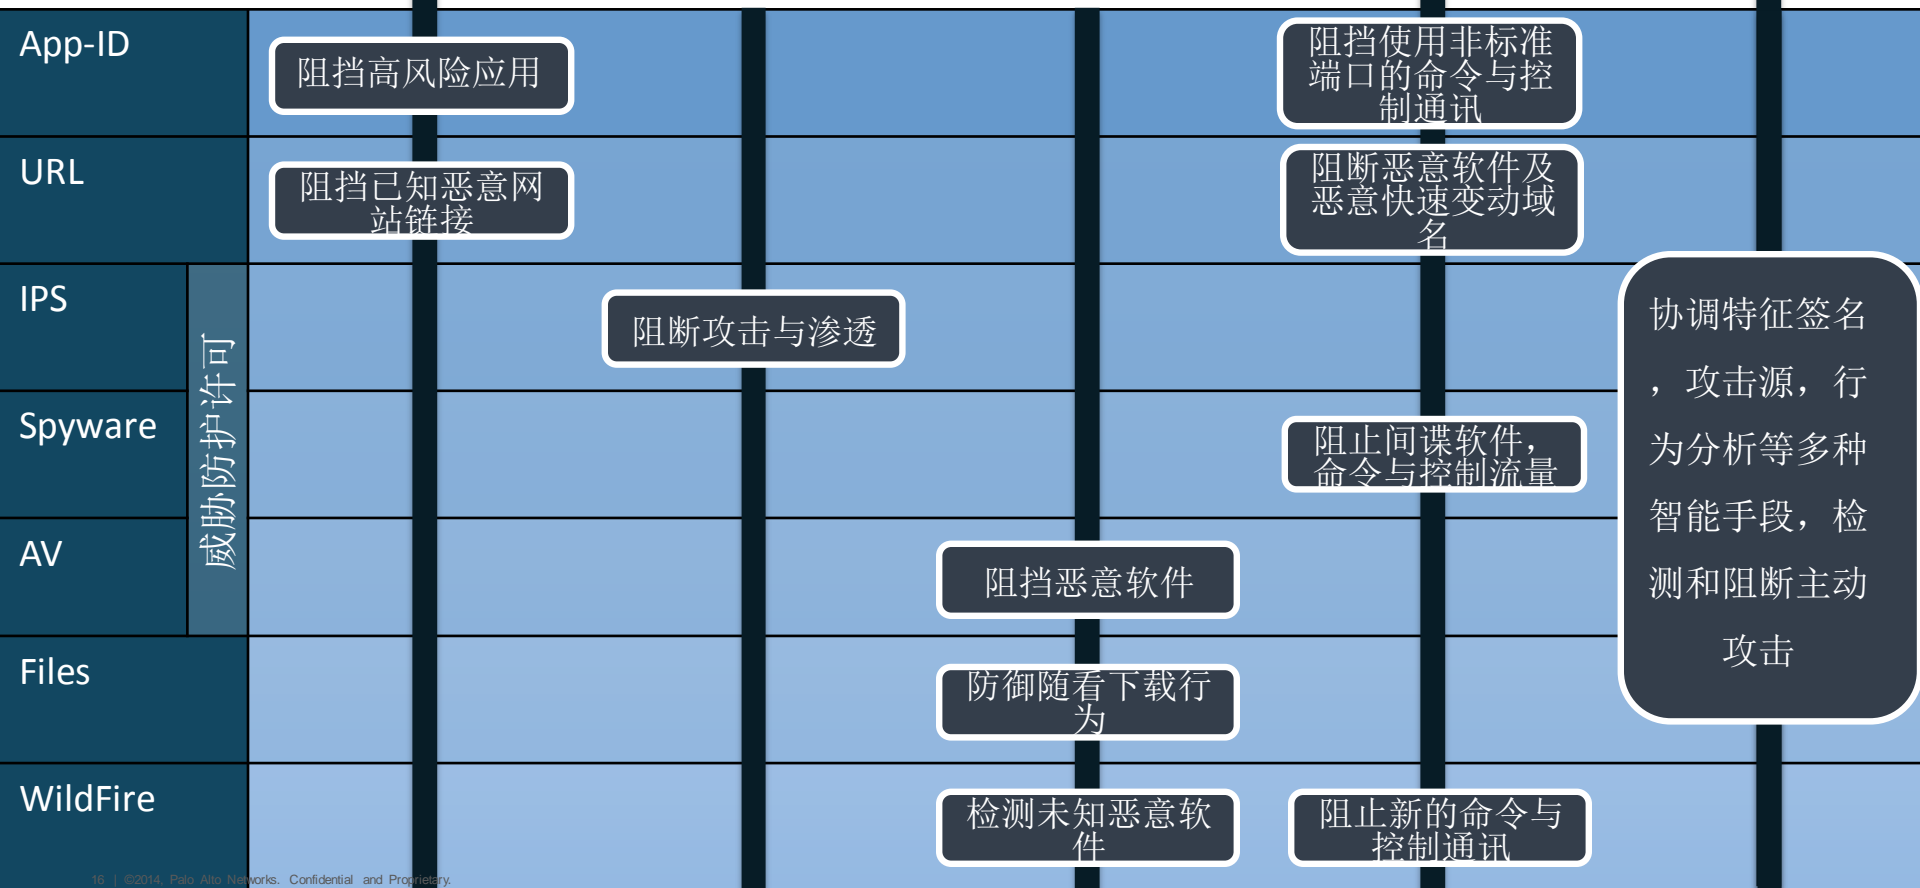 App-ID
阻挡高风险应用
阻挡使用非标准
端口的命令与控
制通讯
URL
阻挡已知恶意网
站链接
阻断恶意软件及
恶意快速变动域
名
威胁防护许可
IPS
阻断攻击与渗透
协调特征签名
，攻击源，行
为分析等多种
智能手段，检
测和阻断主动
攻击
Spyware
阻止间谍软件，
命令与控制流量
AV
阻挡恶意软件
Files
防御随看下载行
为
WildFire
检测未知恶意软
件
阻止新的命令与
控制通讯
16 | ©2014, Palo Alto Networks. Confidential and Proprietary.